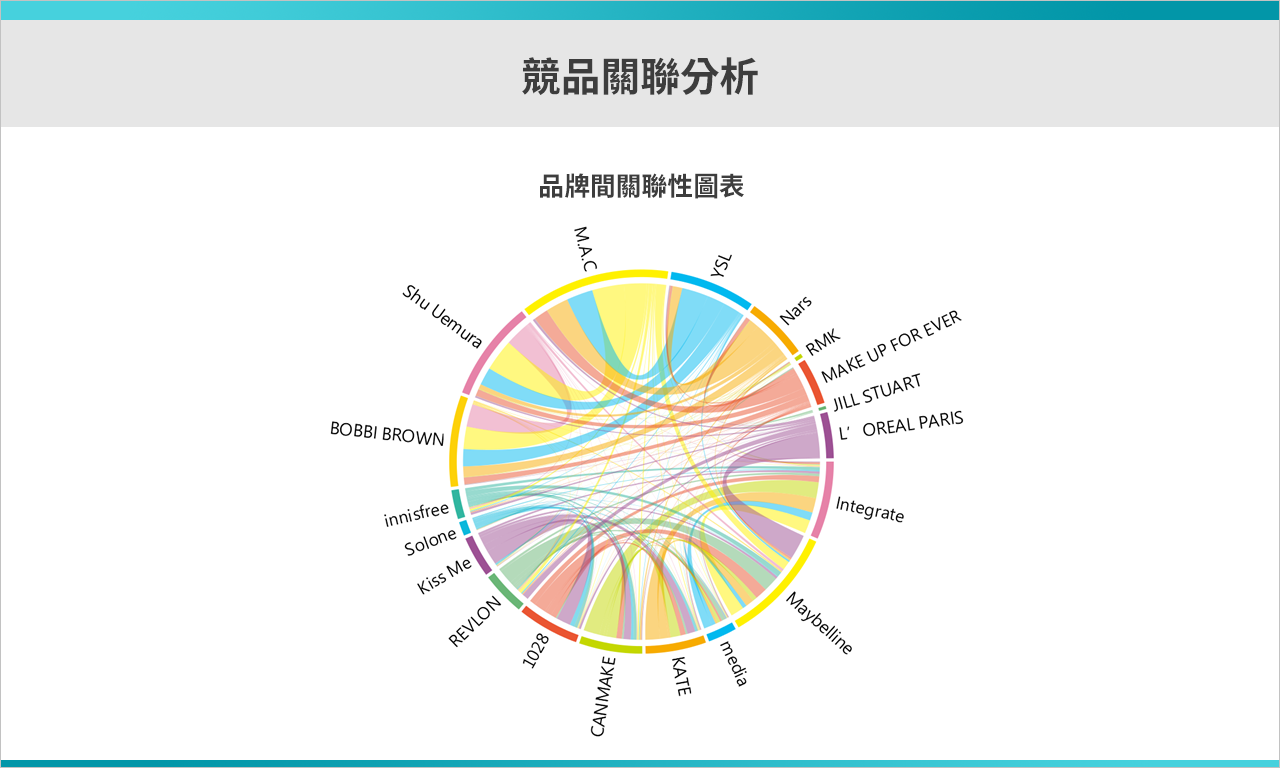 競品關聯分析
品牌間關聯性圖表
M.A.C
YSL
Nars
RMK
MAKE UP FOR EVER
JILL STUART
L’OREAL PARIS
Integrate
Maybelline
media
KATE
CANMAKE
1028
REVLON
Kiss Me
Solone
innisfree
BOBBI BROWN
Shu Uemura